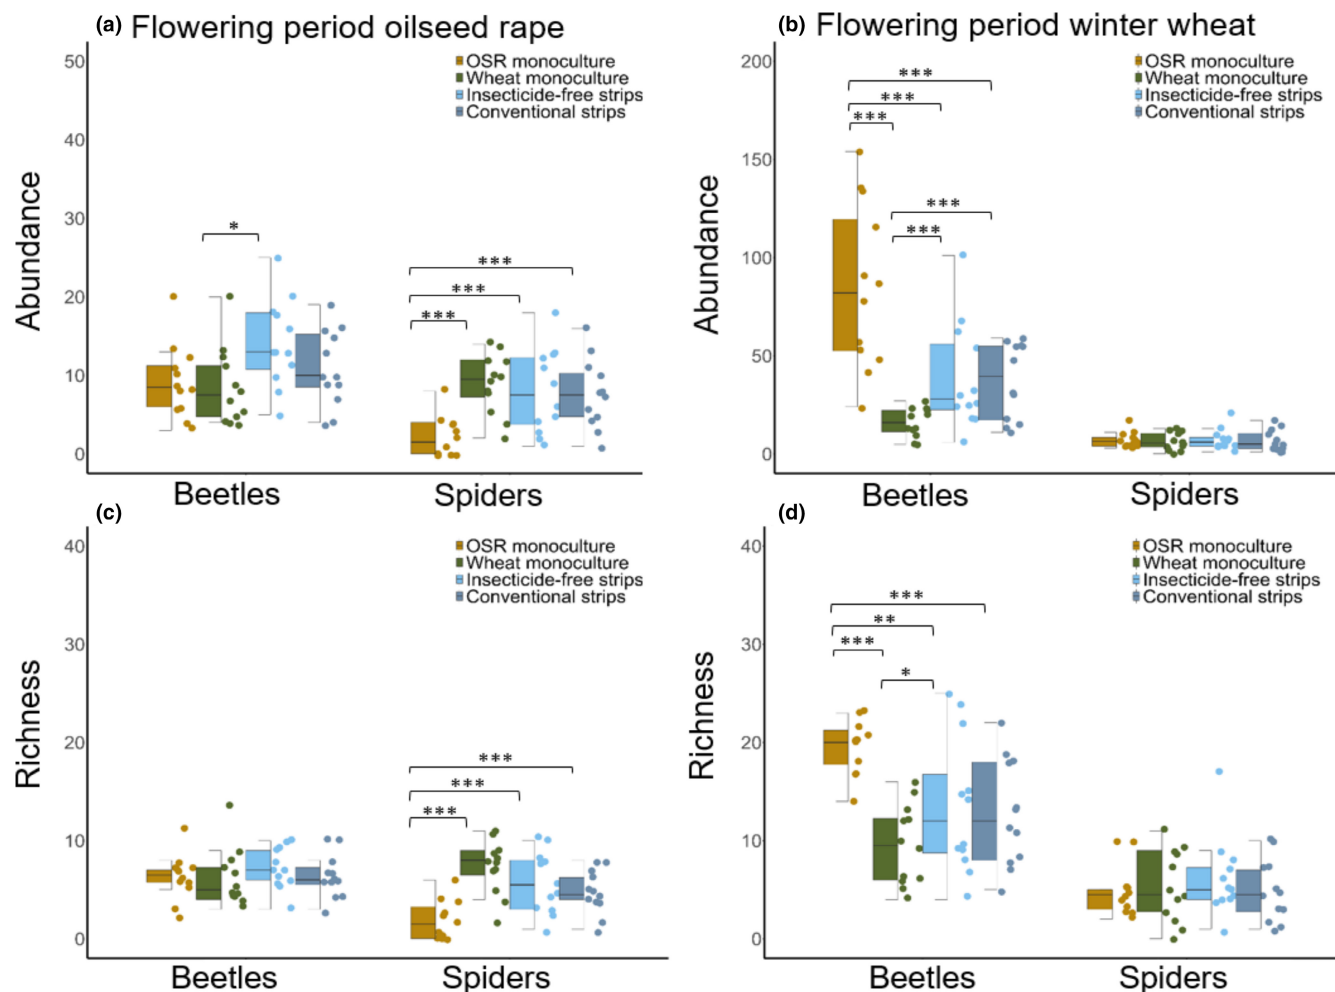 (a) Flowering period oilseed rape
OSR monoculture
Wheat monoculture
Insecticide-free strips
Conventional strips
50
40
30
20
10
0
Abundance
*
***
***
***
Beetles
Spiders
(b) Flowering period winter wheat
OSR monoculture
Wheat monoculture
Insecticide-free strips
Conventional strips
200
150
100
50
0
Abundance
***
***
***
***
***
Beetles
Spiders
(c)
OSR monoculture
Wheat monoculture
Insecticide-free strips
Conventional strips
40
30
20
10
0
Richness
***
***
***
Beetles
Spiders
(d)
OSR monoculture
Wheat monoculture
Insecticide-free strips
Conventional strips
40
30
20
10
0
Richness
***
**
***
*
Beetles
Spiders